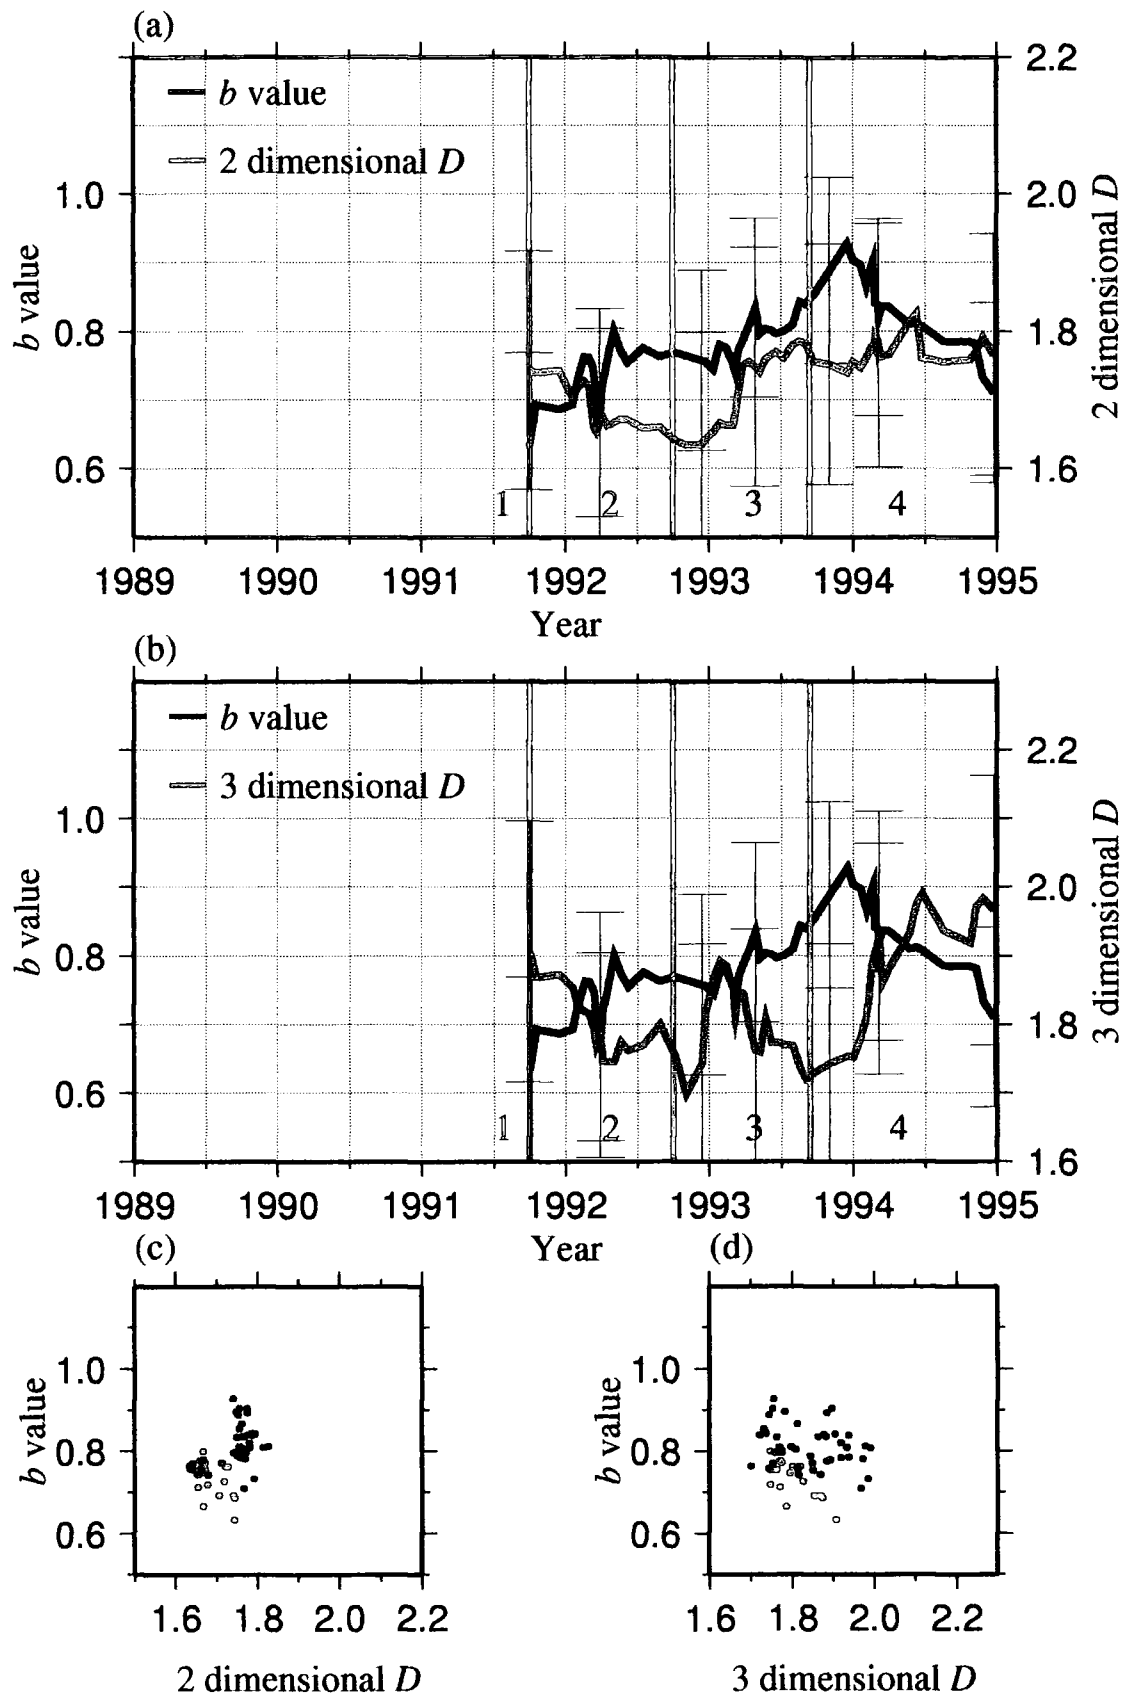 (a)
b value
2 dimensional D
2.2
2.0
1.8
1.6
1.0
0.8
0.6
b value
2 dimensional D
1 2 3 4
1989 1990 1991 1992 1993 1994 1995
Year
(b)
b value
3 dimensional D
2.2
2.0
1.8
1.6
1.0
0.8
0.6
b value
3 dimensional D
1 2 3 4
1989 1990 1991 1992 1993 1994 1995
Year
(c)
1.0
0.8
0.6
b value
1.6 1.8 2.0 2.2
2 dimensional D
(d)
1.0
0.8
0.6
b value
1.6 1.8 2.0 2.2
3 dimensional D